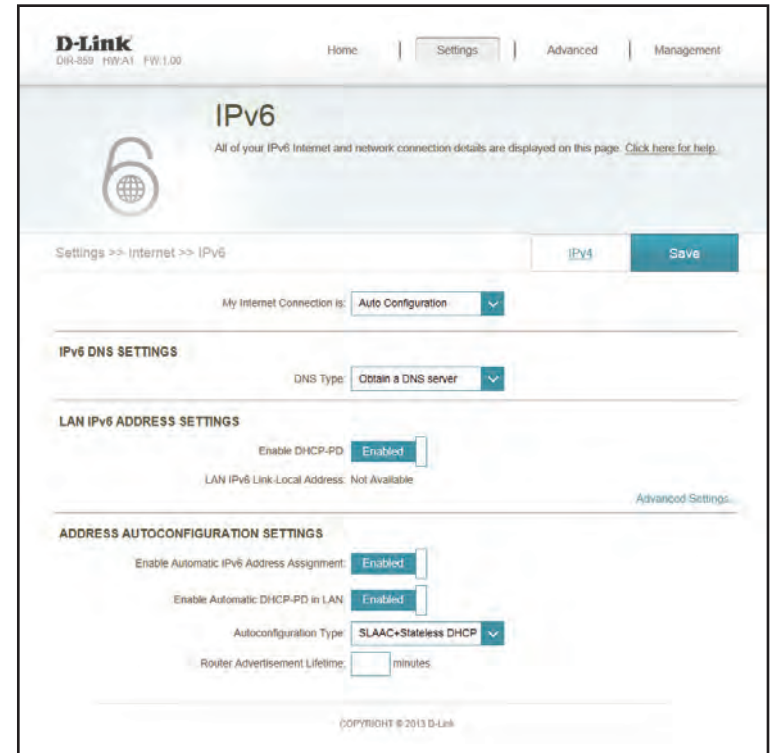 D-Link
DIR-859 HW:A1 FW:1.00
Home | Settings | Advanced | Management
IPv6
All of your IPv6 Internet and network connection details are displayed on this page. Click here for help.
Settings >> Internet >> IPv6
IPv4
Save
My Internet Connection is: Auto Configuration
IPv6 DNS SETTINGS
DNS Type: Obtain a DNS server
LAN IPv6 ADDRESS SETTINGS
Enable DHCP-PD: Enabled
LAN IPv6 Link-Local Address: Not Available
Advanced Settings...
ADDRESS AUTOCONFIGURATION SETTINGS
Enable Automatic IPv6 Address Assignment: Enabled
Enable Automatic DHCP-PD in LAN: Enabled
Autoconfiguration Type: SLAAC+Stateless DHCP
Router Advertisement Lifetime: minutes
COPYRIGHT © 2013 D-Link